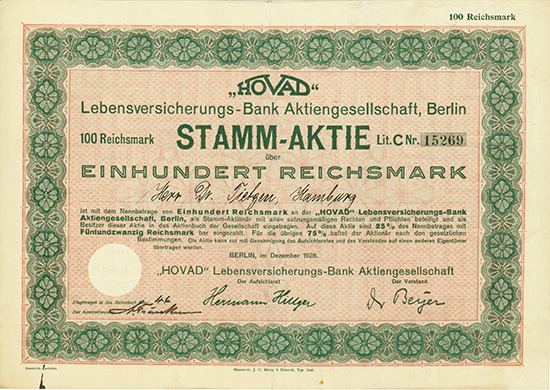 100 Reichsmark
„HOVAD“
Lebensversicherungs-Bank Aktiengesellschaft, Berlin
100 Reichsmark STAMM-AKTIE Lit. C Nr. 15269
über
EINHUNDERT REICHSMARK
Herr Dr. Tietgen, Hamburg
ist mit dem Nennbetrage von Einhundert Reichsmark an der „HOVAD“ Lebensversicherungs-Bank
Aktiengesellschaft, Berlin, als Stamm-Aktionär mit allen satzungsmäßigen Rechten und Pflichten beteiligt und als
Besitzer dieser Aktie in das Aktienbuch der Gesellschaft eingetragen. Auf diese Aktie sind 25% des Nennbetrages mit
Fünfundzwanzig Reichsmark bar eingezahlt. Für die übrigen 75% haftet der Aktionär nach den gesetzlichen
Bestimmungen. Die Aktie kann nur mit Genehmigung des Aufsichtsrates und des Vorstandes auf einen anderen Eigentümer
übertragen werden.
BERLIN, im Dezember 1928.
„HOVAD“ Lebensversicherungs-Bank Aktiengesellschaft
Der Aufsichtsrat Der Vorstand
Hermann Hillger Dr. Beyer
Eingetragen in das Aktienbuch Fol. 46
Der